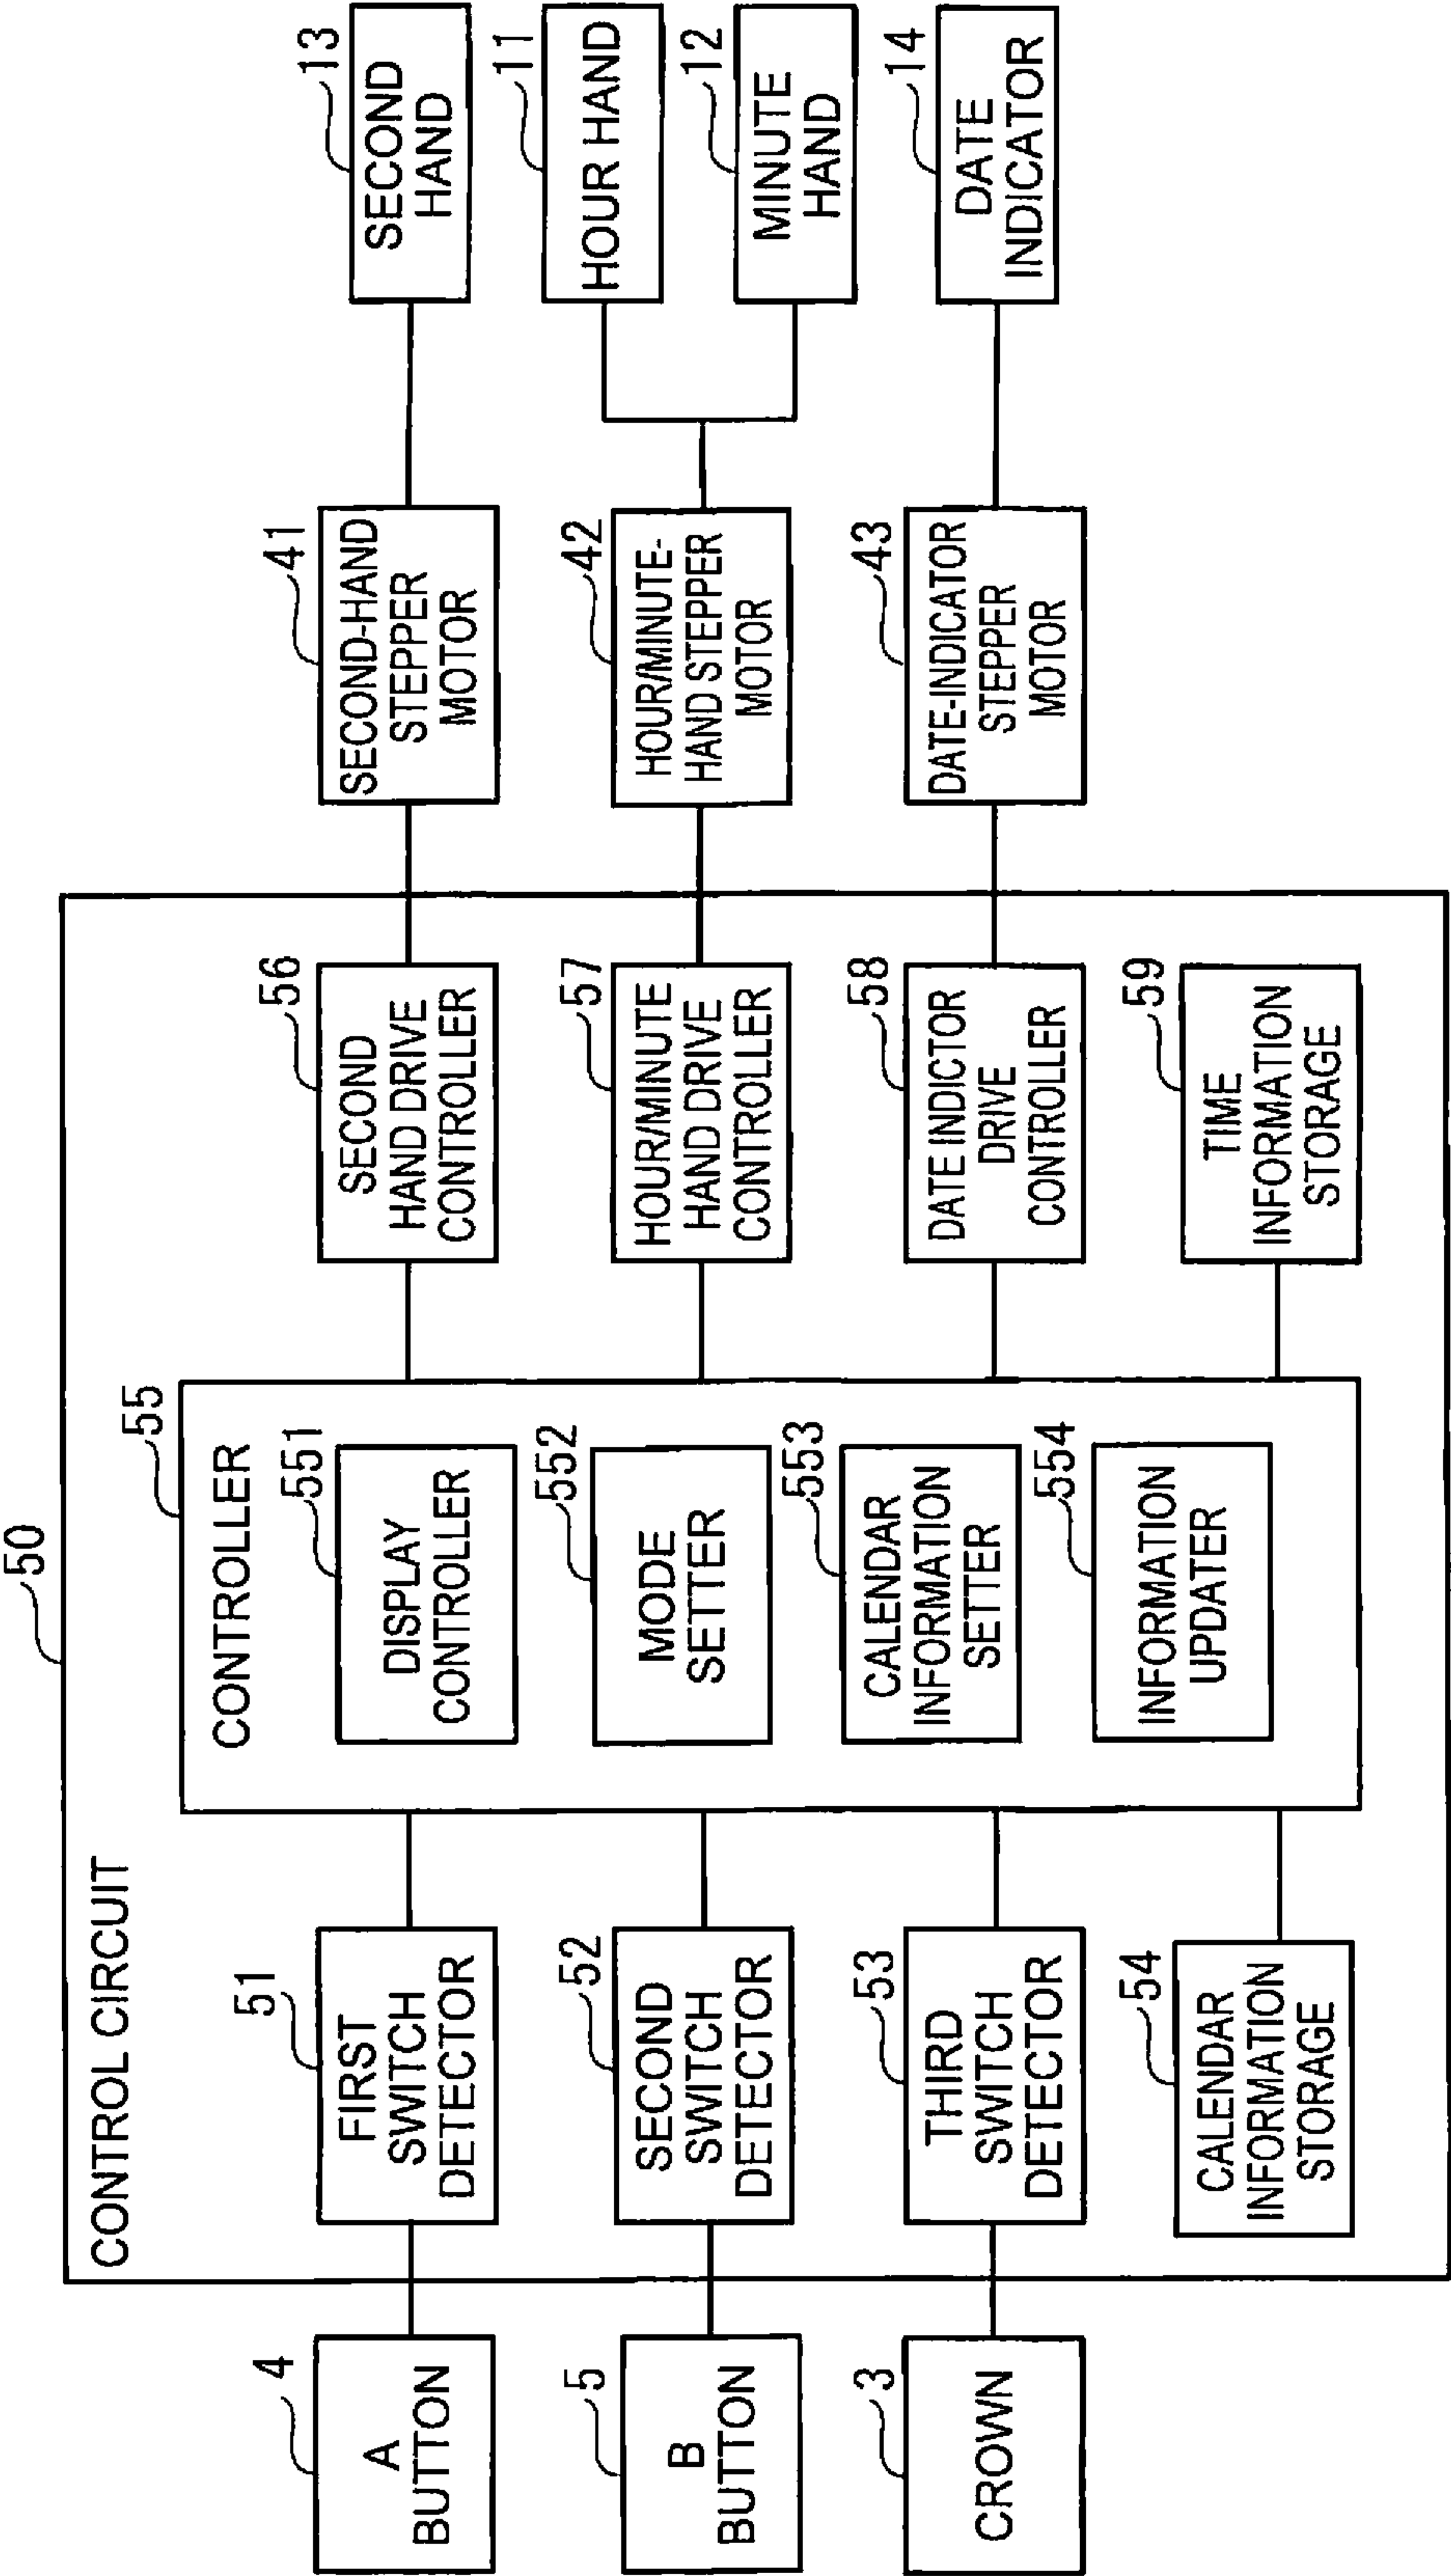 50
CONTROL CIRCUIT
4
A
BUTTON
5
B
BUTTON
3
CROWN
51
FIRST
SWITCH
DETECTOR
52
SECOND
SWITCH
DETECTOR
53
THIRD
SWITCH
DETECTOR
54
CALENDAR
INFORMATION
STORAGE
55
CONTROLLER
551
DISPLAY
CONTROLLER
552
MODE
SETTER
553
CALENDAR
INFORMATION
SETTER
554
INFORMATION
UPDATER
56
SECOND
HAND DRIVE
CONTROLLER
57
HOUR/MINUTE
HAND DRIVE
CONTROLLER
58
DATE INDICTOR
DRIVE
CONTROLLER
59
TIME
INFORMATION
STORAGE
41
SECOND-HAND
STEPPER
MOTOR
42
HOUR/MINUTE-
HAND STEPPER
MOTOR
43
DATE-INDICATOR
STEPPER
MOTOR
13
SECOND
HAND
11
HOUR HAND
12
MINUTE
HAND
14
DATE
INDICATOR